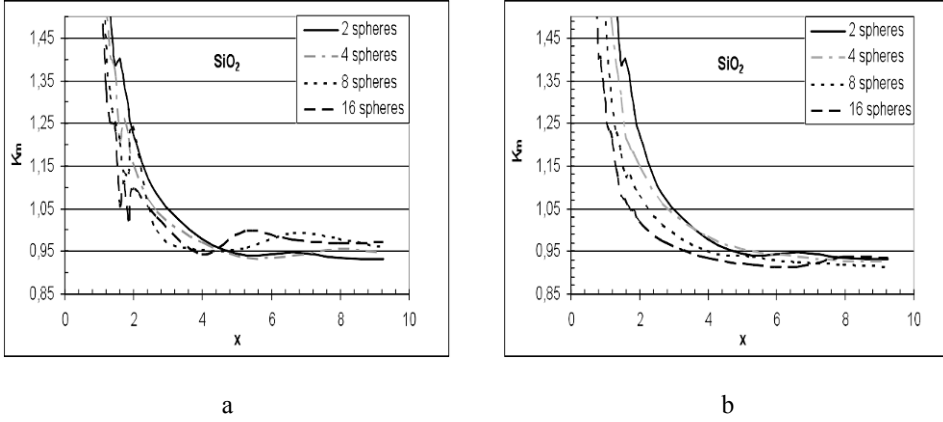 1,45
1,35
1,25
1,15
1,05
0,95
0,85
Km
SiO₂
2 spheres
4 spheres
8 spheres
16 spheres
0 2 4 6 8 10
x
a
1,45
1,35
1,25
1,15
1,05
0,95
0,85
Km
SiO₂
2 spheres
4 spheres
8 spheres
16 spheres
0 2 4 6 8 10
x
b